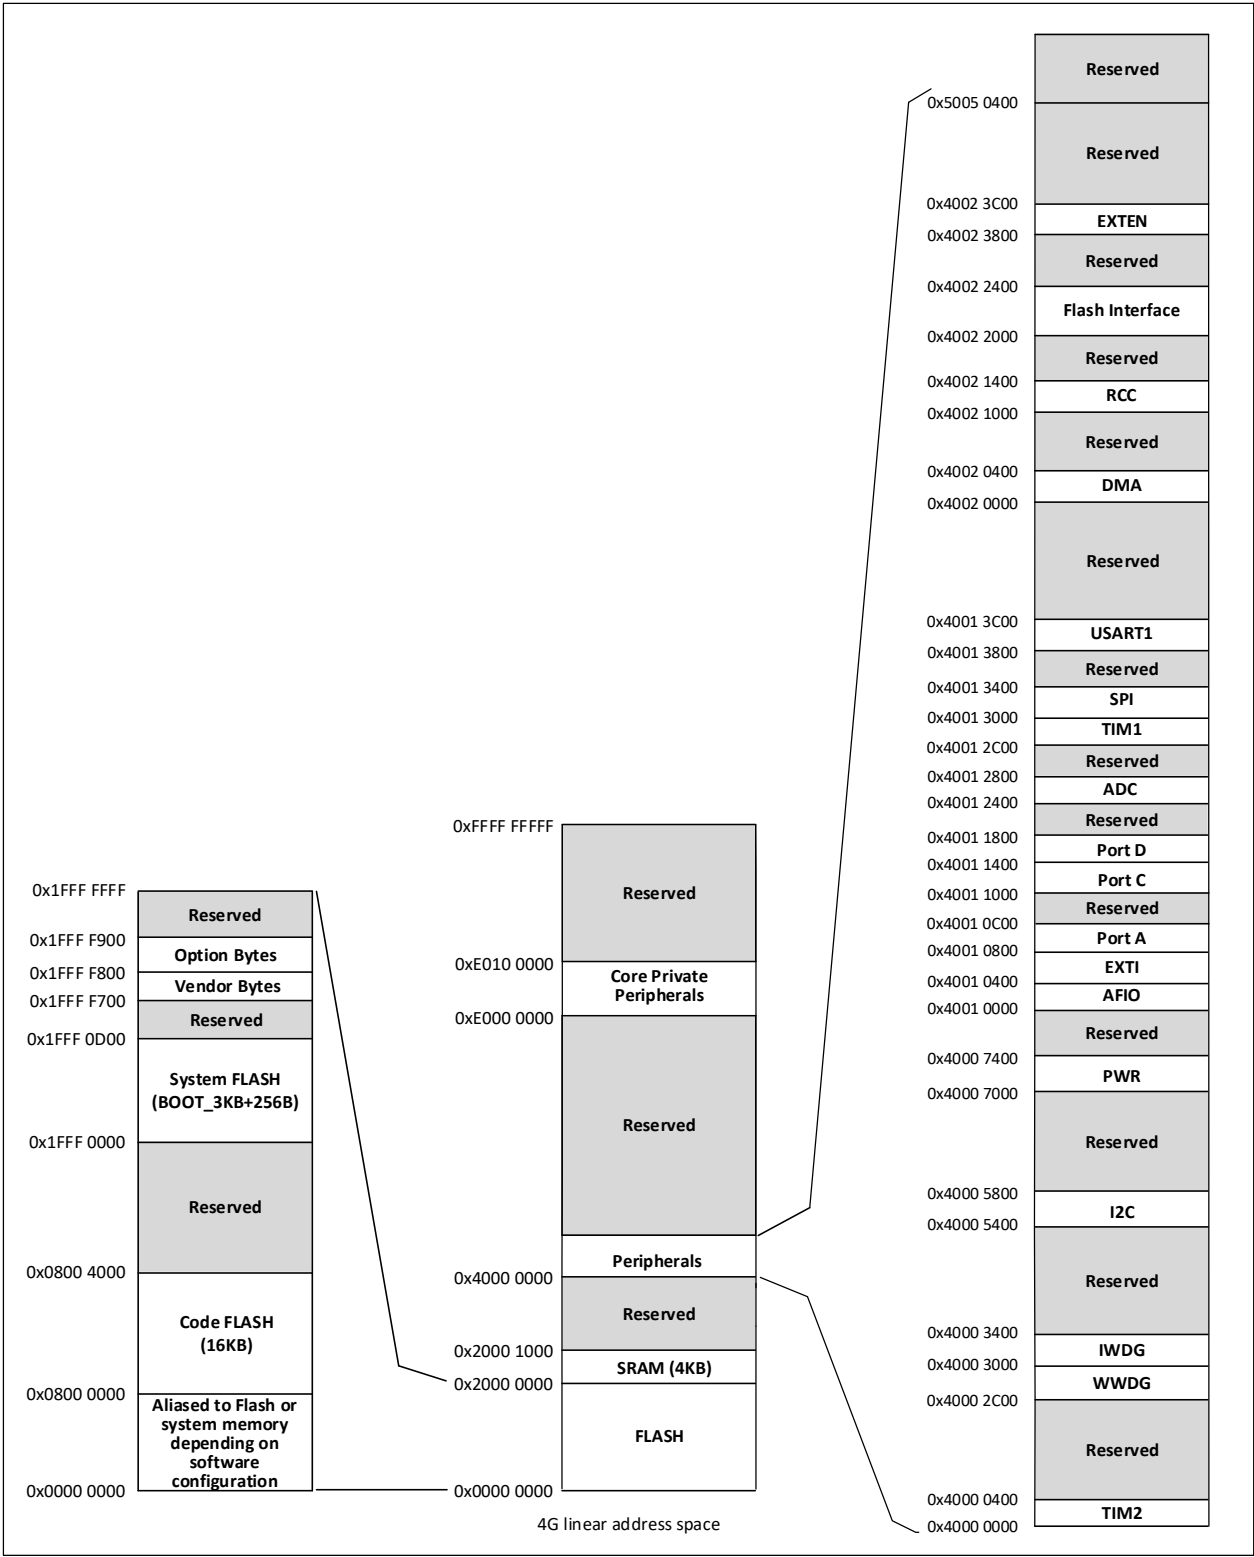 0x1FFF FFFF
Reserved
0x1FFF F900
Option Bytes
0x1FFF F800
Vendor Bytes
0x1FFF F700
Reserved
0x1FFF 0D00
System FLASH
(BOOT_3KB+256B)
0x1FFF 0000
Reserved
0x0800 4000
Code FLASH
(16KB)
0x0800 0000
Aliased to Flash or
system memory
depending on
software
configuration
0x0000 0000
0xFFFF FFFFF
Reserved
0xE010 0000
Core Private
Peripherals
0xE000 0000
Reserved
Peripherals
0x4000 0000
Reserved
0x2000 1000
SRAM (4KB)
0x2000 0000
FLASH
0x0000 0000
4G linear address space
Reserved
0x5005 0400
Reserved
0x4002 3C00
EXTEN
0x4002 3800
Reserved
0x4002 2400
Flash Interface
0x4002 2000
Reserved
0x4002 1400
RCC
0x4002 1000
Reserved
0x4002 0400
DMA
0x4002 0000
Reserved
0x4001 3C00
USART1
0x4001 3800
Reserved
0x4001 3400
SPI
0x4001 3000
TIM1
0x4001 2C00
Reserved
0x4001 2800
ADC
0x4001 2400
Reserved
0x4001 1800
Port D
0x4001 1400
Port C
0x4001 1000
Reserved
0x4001 0C00
Port A
0x4001 0800
EXTI
0x4001 0400
AFIO
0x4001 0000
Reserved
0x4000 7400
PWR
0x4000 7000
Reserved
0x4000 5800
I2C
0x4000 5400
Reserved
0x4000 3400
IWDG
0x4000 3000
WWDG
0x4000 2C00
Reserved
0x4000 0400
TIM2
0x4000 0000